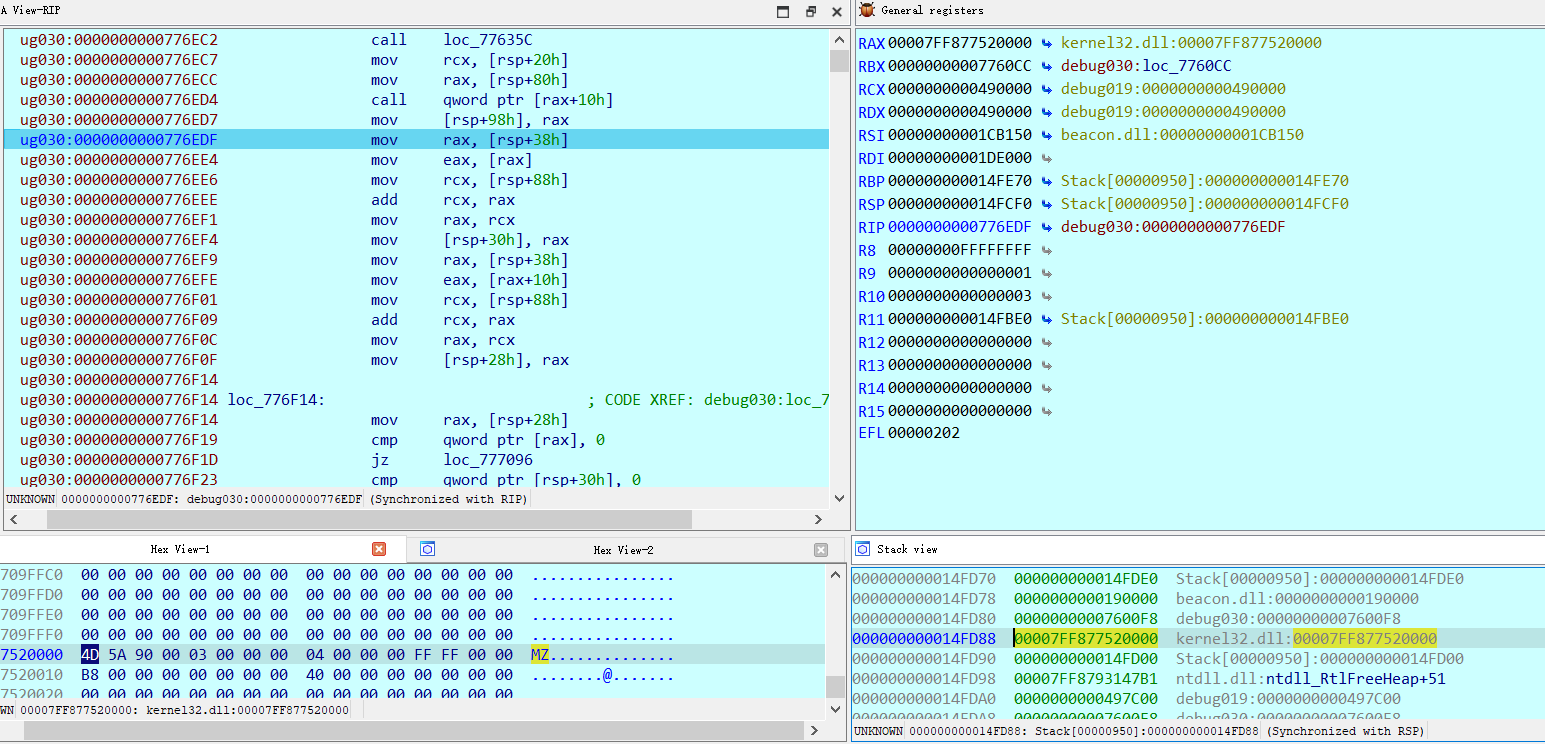 A View-RIP
ug030:0000000000776EC2 call loc_77635C
ug030:0000000000776EC7 mov rcx, [rsp+20h]
ug030:0000000000776ECC mov rax, [rsp+80h]
ug030:0000000000776ED4 call qword ptr [rax+10h]
ug030:0000000000776ED7 mov [rsp+98h], rax
ug030:0000000000776EDF mov rax, [rsp+38h]
ug030:0000000000776EE4 mov eax, [rax]
ug030:0000000000776EE6 mov rcx, [rsp+88h]
ug030:0000000000776EEE add rcx, rax
ug030:0000000000776EF1 mov rax, rcx
ug030:0000000000776EF4 mov [rsp+30h], rax
ug030:0000000000776EF9 mov rax, [rsp+38h]
ug030:0000000000776EFE mov eax, [rax+10h]
ug030:0000000000776F01 mov rcx, [rsp+88h]
ug030:0000000000776F09 add rcx, rax
ug030:0000000000776F0C mov rax, rcx
ug030:0000000000776F0F mov [rsp+28h], rax
ug030:0000000000776F14
ug030:0000000000776F14 loc_776F14: ; CODE XREF: debug030:loc_7
ug030:0000000000776F14 mov rax, [rsp+28h]
ug030:0000000000776F19 cmp qword ptr [rax], 0
ug030:0000000000776F1D jz loc_777096
ug030:0000000000776F23 cmp qword ptr [rsp+30h], 0
UNKNOWN 0000000000776EDF: debug030:0000000000776EDF (Synchronized with RIP)
General registers
RAX 00007FF877520000 kernel32.dll:00007FF877520000
RBX 00000000007760CC debug030:loc_7760CC
RCX 0000000000490000 debug019:0000000000490000
RDX 0000000000490000 debug019:0000000000490000
RSI 00000000001CB150 beacon.dll:00000000001CB150
RDI 00000000001DE000
RBP 000000000014FE70 Stack[00000950]:000000000014FE70
RSP 000000000014FCF0 Stack[00000950]:000000000014FCF0
RIP 0000000000776EDF debug030:0000000000776EDF
R8 00000000FFFFFFFF
R9 0000000000000001
R10 0000000000000003
R11 000000000014FBE0 Stack[00000950]:000000000014FBE0
R12 0000000000000000
R13 0000000000000000
R14 0000000000000000
R15 0000000000000000
EFL 00000202
Hex View-1
Hex View-2
709FFC0 00 00 00 00 00 00 00 00 00 00 00 00 00 00 00 00 ................
709FFD0 00 00 00 00 00 00 00 00 00 00 00 00 00 00 00 00 ................
709FFE0 00 00 00 00 00 00 00 00 00 00 00 00 00 00 00 00 ................
709FFF0 00 00 00 00 00 00 00 00 00 00 00 00 00 00 00 00 ................
7520000 4D 5A 90 00 03 00 00 00 04 00 00 00 FF FF 00 00 MZ..............
7520010 B8 00 00 00 00 00 00 00 40 00 00 00 00 00 00 00 ........@.......
7520020 00 00 00 00 00 00 00 00 00 00 00 00 00 00 00 00
WN 00007FF877520000: kernel32.dll:00007FF877520000
Stack view
000000000014FD70 000000000014FDE0 Stack[00000950]:000000000014FDE0
000000000014FD78 0000000000190000 beacon.dll:0000000000190000
000000000014FD80 00000000007600F8 debug030:00000000007600F8
000000000014FD88 00007FF877520000 kernel32.dll:00007FF877520000
000000000014FD90 000000000014FD00 Stack[00000950]:000000000014FD00
000000000014FD98 00007FF8793147B1 ntdll.dll:ntdll_RtlFreeHeap+51
000000000014FDA0 0000000000497C00 debug019:0000000000497C00
000000000014FDA8 00000000007600F8 debug030:00000000007600F8
UNKNOWN 000000000014FD88: Stack[00000950]:000000000014FD88 (Synchronized with RSP)